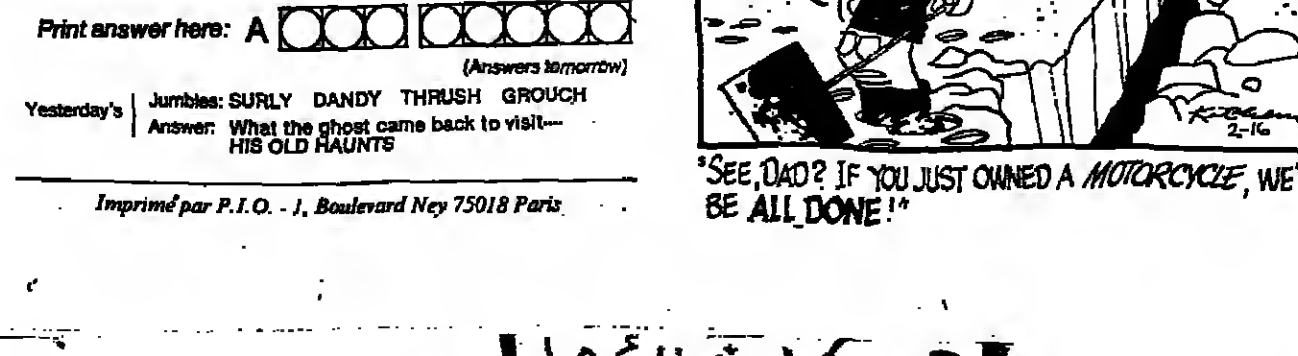 Print answer here: A
(Answers tomorrow)
Yesterday's
Jumbles: SURLY DANDY THRUSH GROUCH
Answer: What the ghost came back to visit—
HIS OLD HAUNTS
Imprimé par P.I.O. - 1, Boulevard Ney 75018 Paris
2-16
"SEE, DAD? IF YOU JUST OWNED A MOTORCYCLE, WE'
BE ALL DONE!"